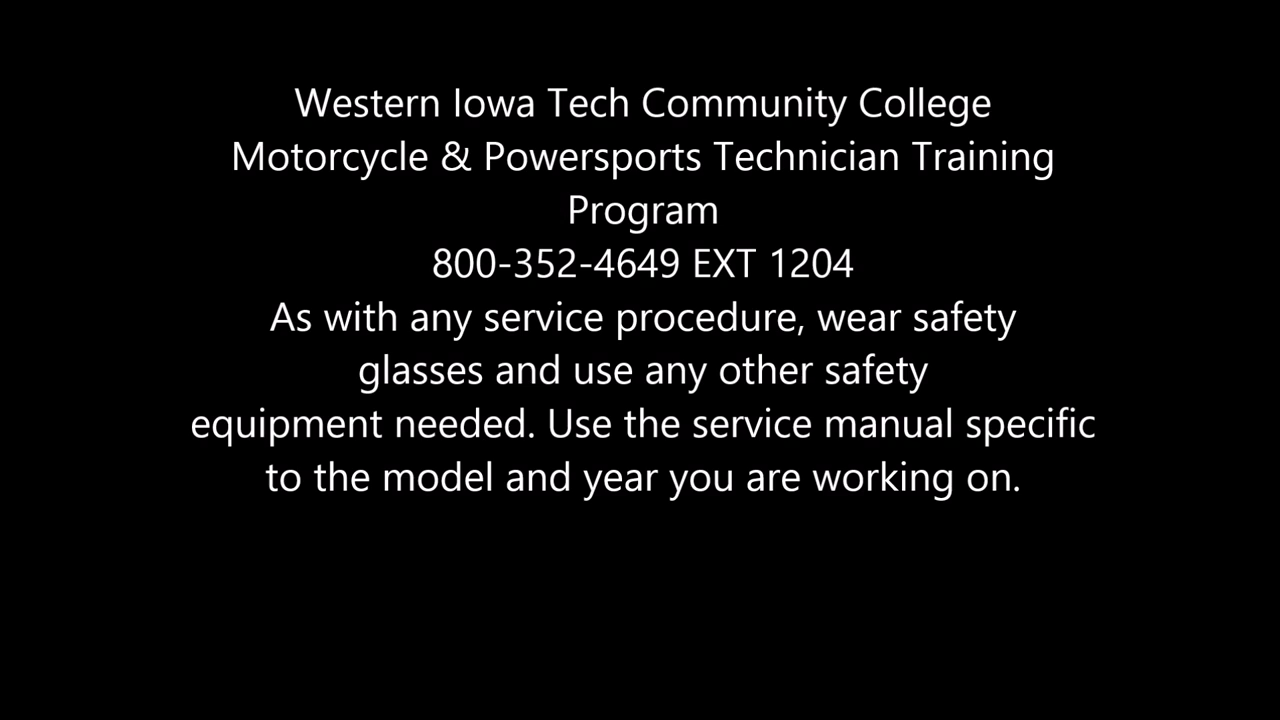 Western Iowa Tech Community College
Motorcycle & Powersports Technician Training
Program
800-352-4649 EXT 1204
As with any service procedure, wear safety
glasses and use any other safety
equipment needed. Use the service manual specific
to the model and year you are working on.